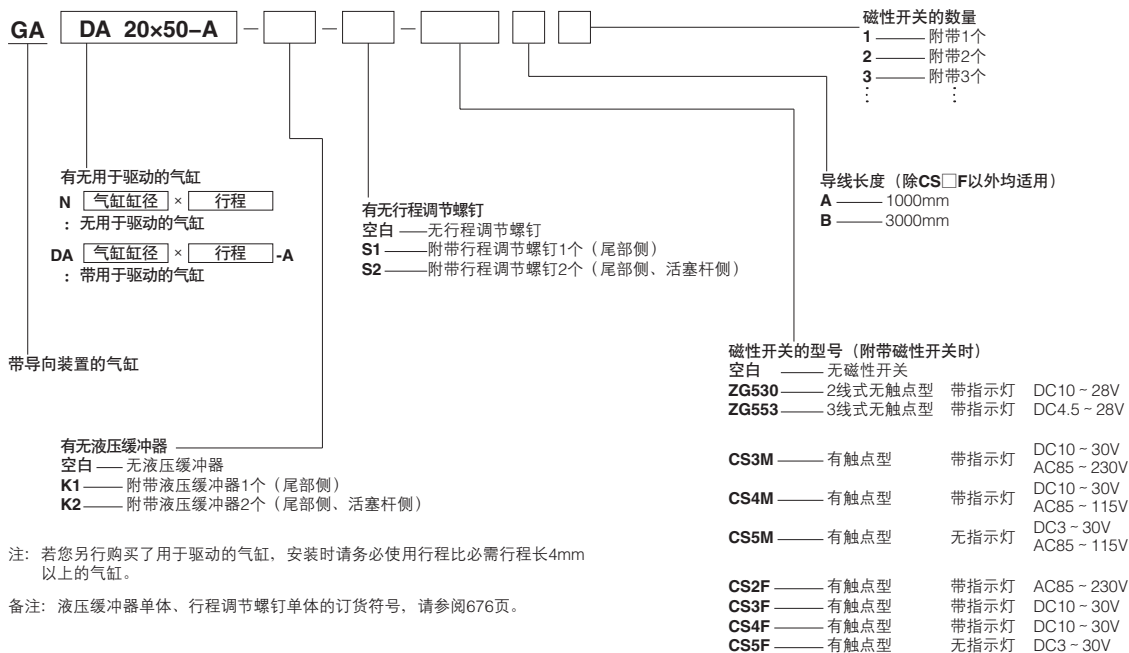 GA DA 20×50–A – – –
磁性开关的数量
1 —— 附带1个
2 —— 附带2个
3 —— 附带3个
⋮ ⋮
导线长度（除CS□F以外均适用）
A —— 1000mm
B —— 3000mm
有无用于驱动的气缸
N 气缸缸径 × 行程
：无用于驱动的气缸
DA 气缸缸径 × 行程 -A
：带用于驱动的气缸
有无行程调节螺钉
空白 —— 无行程调节螺钉
S1 —— 附带行程调节螺钉1个（尾部侧）
S2 —— 附带行程调节螺钉2个（尾部侧、活塞杆侧）
带导向装置的气缸
有无液压缓冲器
空白 —— 无液压缓冲器
K1 —— 附带液压缓冲器1个（尾部侧）
K2 —— 附带液压缓冲器2个（尾部侧、活塞杆侧）
磁性开关的型号（附带磁性开关时）
空白 —— 无磁性开关
ZG530 —— 2线式无触点型 带指示灯 DC10～28V
ZG553 —— 3线式无触点型 带指示灯 DC4.5～28V
CS3M —— 有触点型 带指示灯 DC10～30V
AC85～230V
CS4M —— 有触点型 带指示灯 DC10～30V
AC85～115V
CS5M —— 有触点型 无指示灯 DC3～30V
AC85～115V
CS2F —— 有触点型 带指示灯 AC85～230V
CS3F —— 有触点型 带指示灯 DC10～30V
CS4F —— 有触点型 带指示灯 DC10～30V
CS5F —— 有触点型 无指示灯 DC3～30V
注：若您另行购买了用于驱动的气缸，安装时请务必使用行程比必需行程长4mm
以上的气缸。
备注：液压缓冲器单体、行程调节螺钉单体的订货符号，请参阅676页。